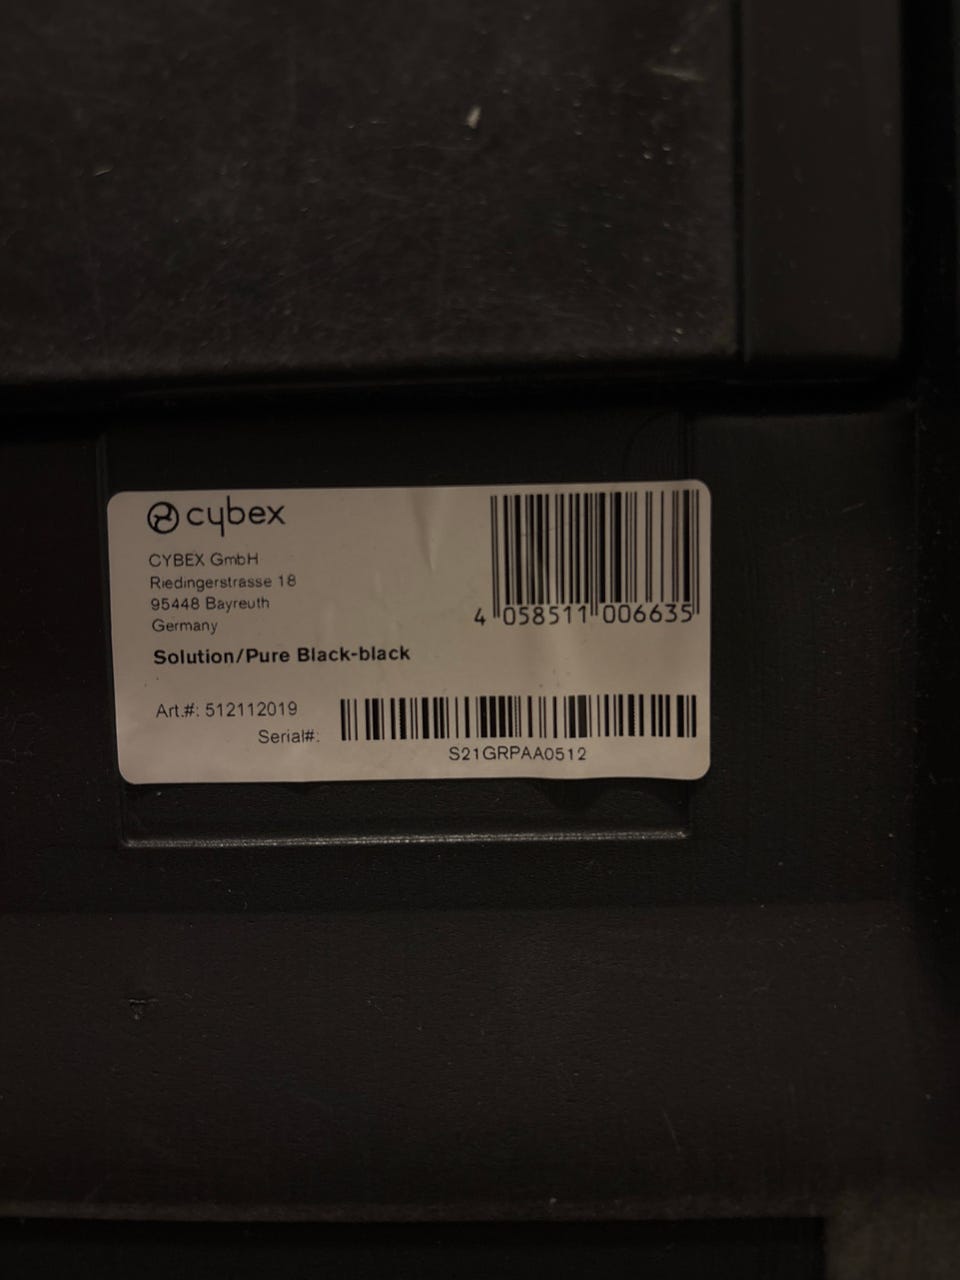 cybex
CYBEX GmbH
Riedingerstrasse 18
95448 Bayreuth
Germany
4 058511 006635
Solution/Pure Black-black
Art.#: 512112019
Serial#:
S21GRPAA0512